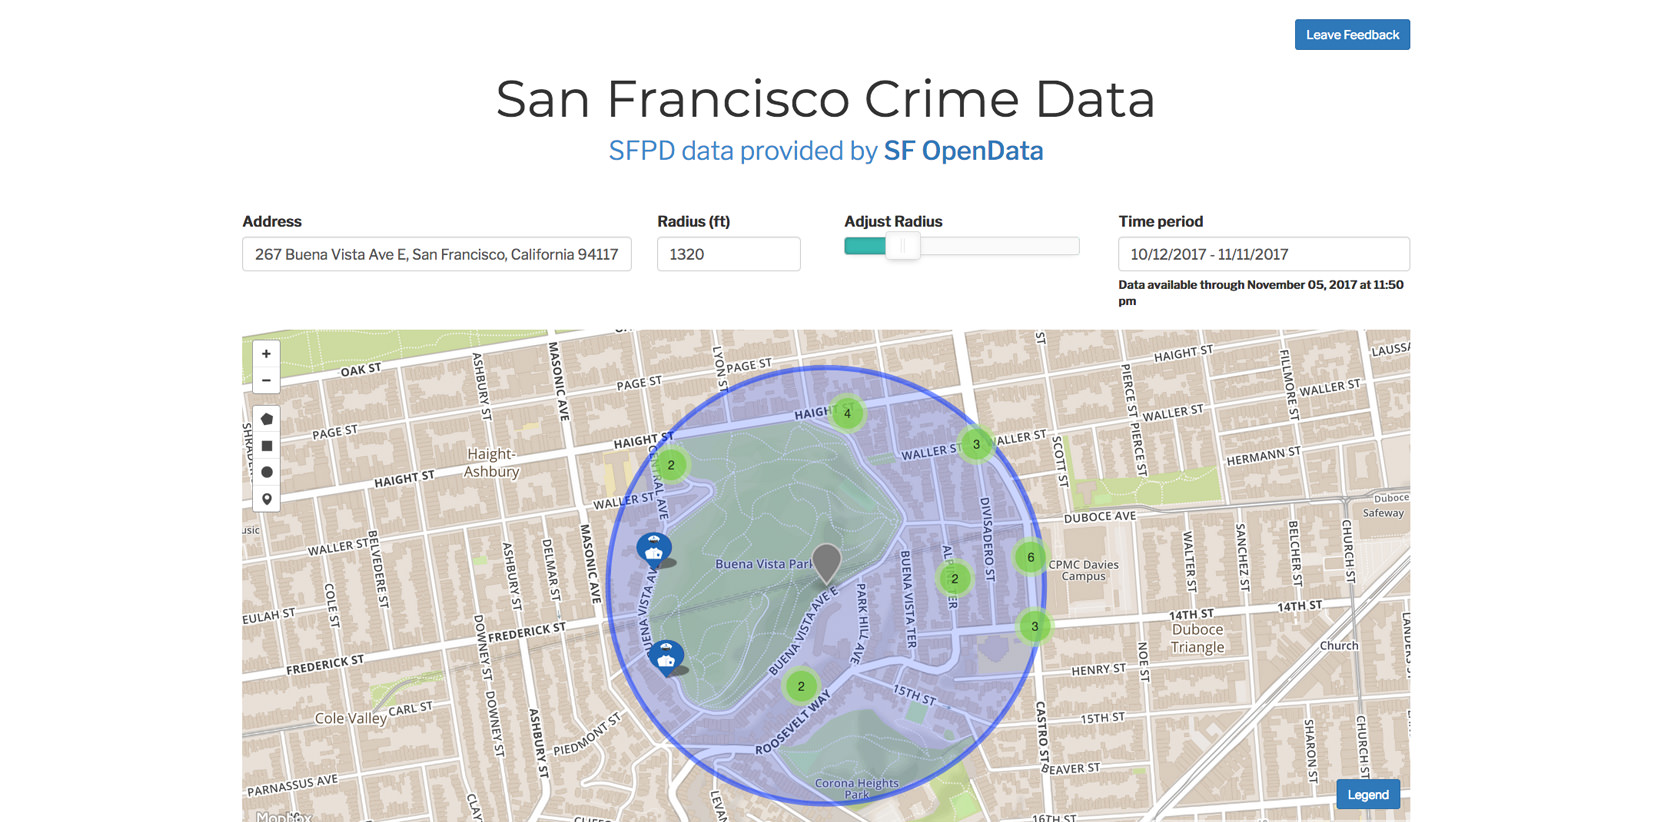 Leave Feedback
San Francisco Crime Data
SFPD data provided by SF OpenData
Address
Radius (ft)
Adjust Radius
Time period
267 Buena Vista Ave E, San Francisco, California 94117
1320
10/12/2017 - 11/11/2017
Data available through November 05, 2017 at 11:50
pm
+
−
OAK ST
ASHBURY ST
MASONIC AVE
LYON ST
PAGE ST
PAGE ST
HAIGHT ST
PIERCE ST
FILLMORE ST
LAUSSA
WALLER ST
4
HAIGHT ST
WALLER ST
PAGE ST
HAIGHT ST
3
WALLER ST
WALLER ST
PIERCE ST
SCOTT ST
HERMANN ST
Haight-
Ashbury
HAIGHT ST
2
CENTRAL AVE
WALLER ST
DIVISADERO ST
DUBOCE AVE
Duboce
Safeway
usic
WALLER ST
BELVEDERE ST
ASHBURY ST
DELMAR ST
MASONIC AVE
Buena Vista Park
BUENA VISTA TER
2
6
CPMC Davies
Campus
WALTER ST
SANCHEZ ST
BELCHER ST
CHURCH ST
COLE ST
EULAH ST
FREDERICK ST
FREDERICK ST
DOWNEY ST
BUENA VISTA AVE E
PARK HILL AVE
3
14TH ST
14TH ST
Duboce
Triangle
Church
HENRY ST
NOE ST
2
15TH ST
15TH ST
ROOSEVELT WAY
Cole Valley
CARL ST
DOWNEY ST
ASHBURY ST
PIEDMONT ST
CASTRO ST
BEAVER ST
SHARON ST
CHURCH ST
PARNASSUS AVE
Corona Heights
Park
Legend
Mapbox
16TH ST